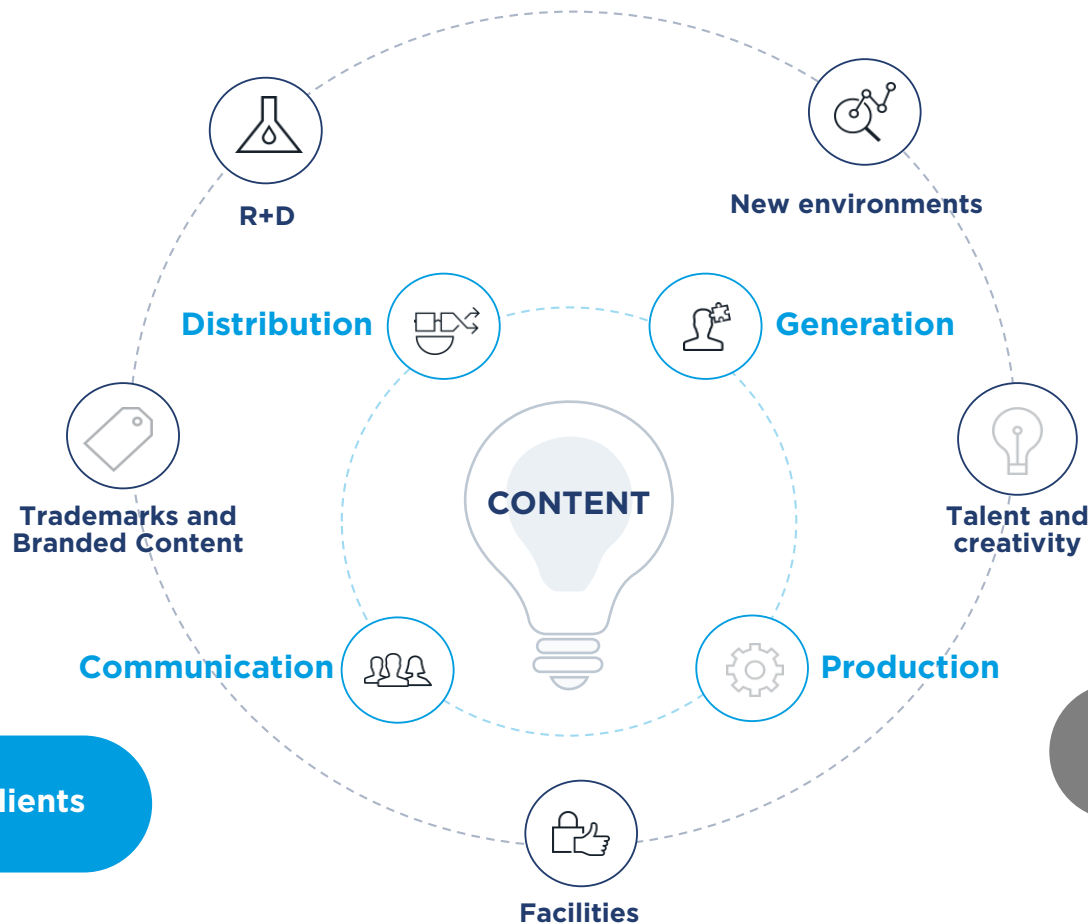 R+D
New environments
Distribution
Generation
CONTENT
Trademarks and
Branded Content
Talent and
creativity
Communication
Production
lients
Facilities